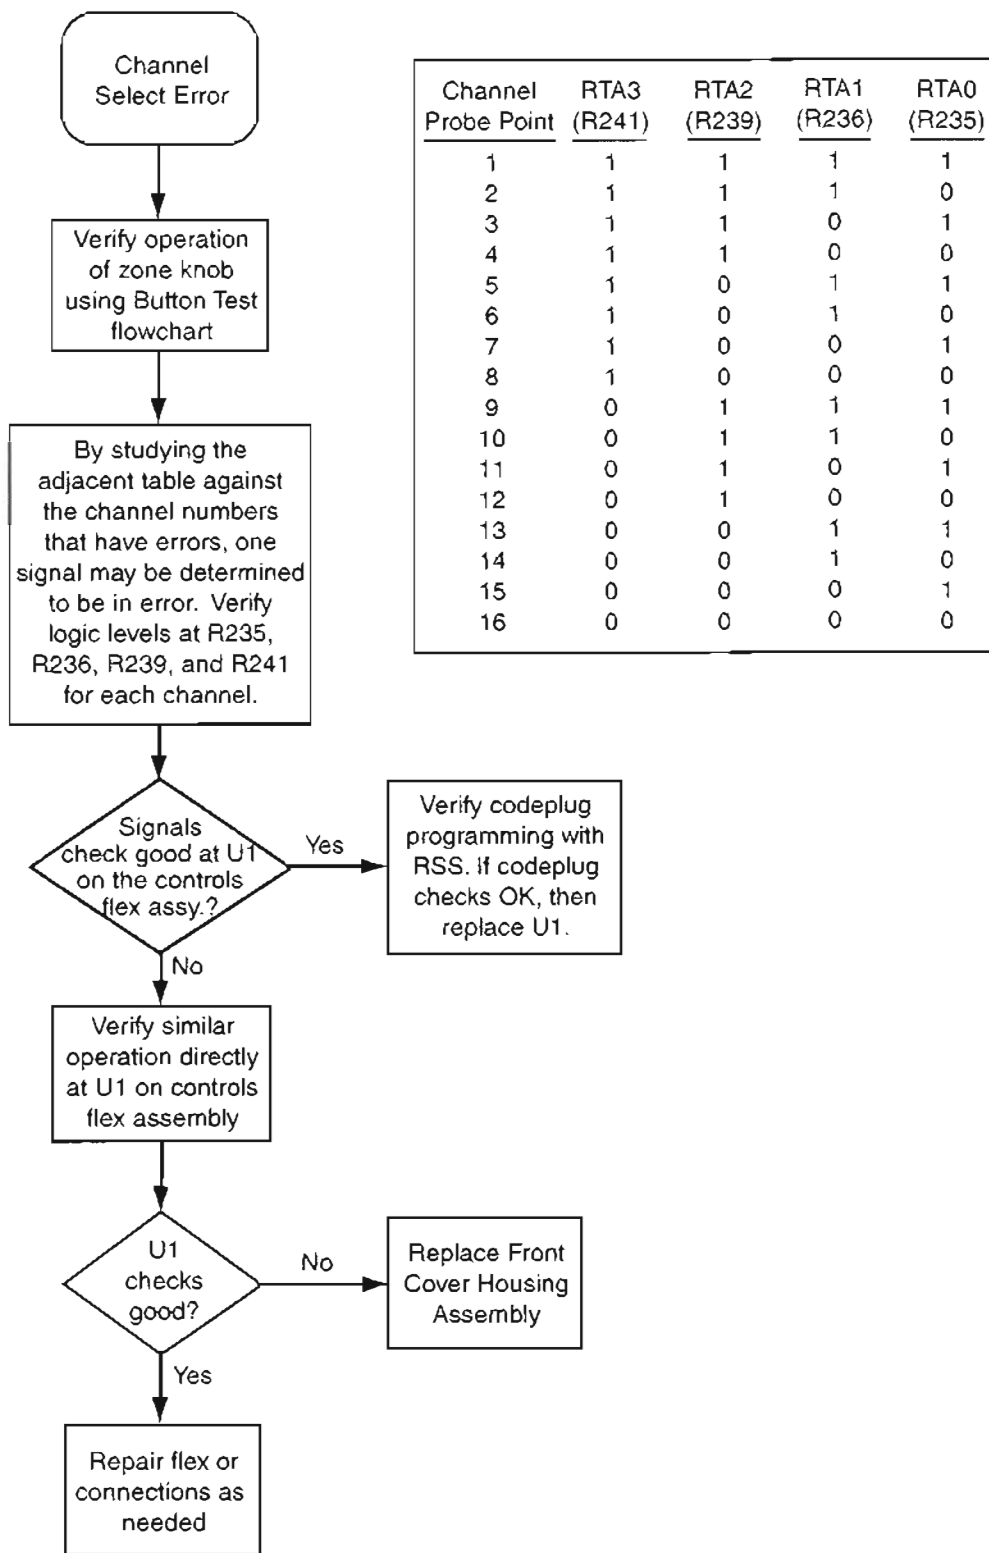 Channel
Select Error
Verify operation
of zone knob
using Button Test
flowchart
By studying the
adjacent table against
the channel numbers
that have errors, one
signal may be determined
to be in error. Verify
logic levels at R235,
R236, R239, and R241
for each channel.
Signals
check good at U1
on the controls
flex assy.?
Yes
Verify codeplug
programming with
RSS. If codeplug
checks OK, then
replace U1.
No
Verify similar
operation directly
at U1 on controls
flex assembly
U1
checks
good?
No
Replace Front
Cover Housing
Assembly
Yes
Repair flex or
connections as
needed
Channel RTA3 RTA2 RTA1 RTA0
Probe Point (R241) (R239) (R236) (R235)
1 1 1 1 1
2 1 1 1 0
3 1 1 0 1
4 1 1 0 0
5 1 0 1 1
6 1 0 1 0
7 1 0 0 1
8 1 0 0 0
9 0 1 1 1
10 0 1 1 0
11 0 1 0 1
12 0 1 0 0
13 0 0 1 1
14 0 0 1 0
15 0 0 0 1
16 0 0 0 0